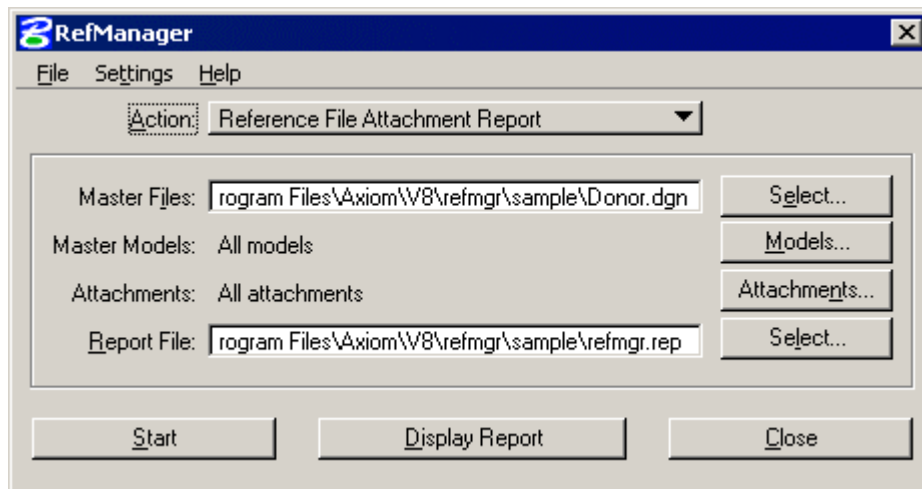 RefManager
File Settings Help
Action: Reference File Attachment Report
Master Files: rogram Files\Axiom\V8\refmgr\sample\Donor.dgn Select...
Master Models: All models Models...
Attachments: All attachments Attachments...
Report File: rogram Files\Axiom\V8\refmgr\sample\refmgr.rep Select...
Start Display Report Close